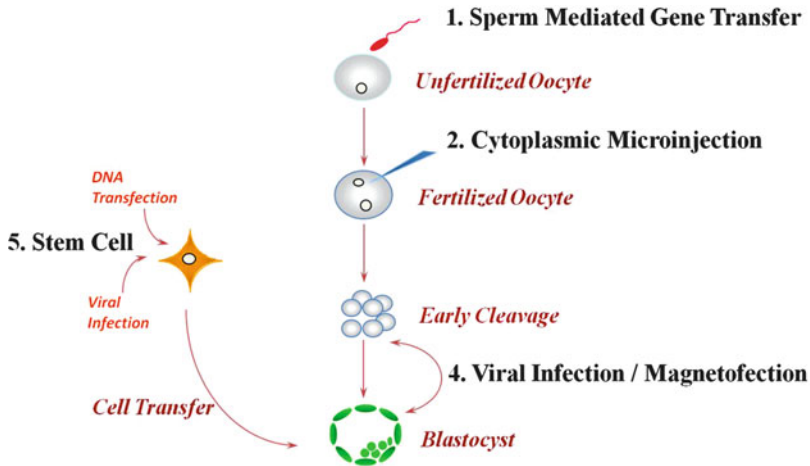 1. Sperm Mediated Gene Transfer
Unfertilized Oocyte
2. Cytoplasmic Microinjection
DNA
Transfection
Fertilized Oocyte
5. Stem Cell
Viral
Infection
Early Cleavage
4. Viral Infection / Magnetofection
Cell Transfer
Blastocyst